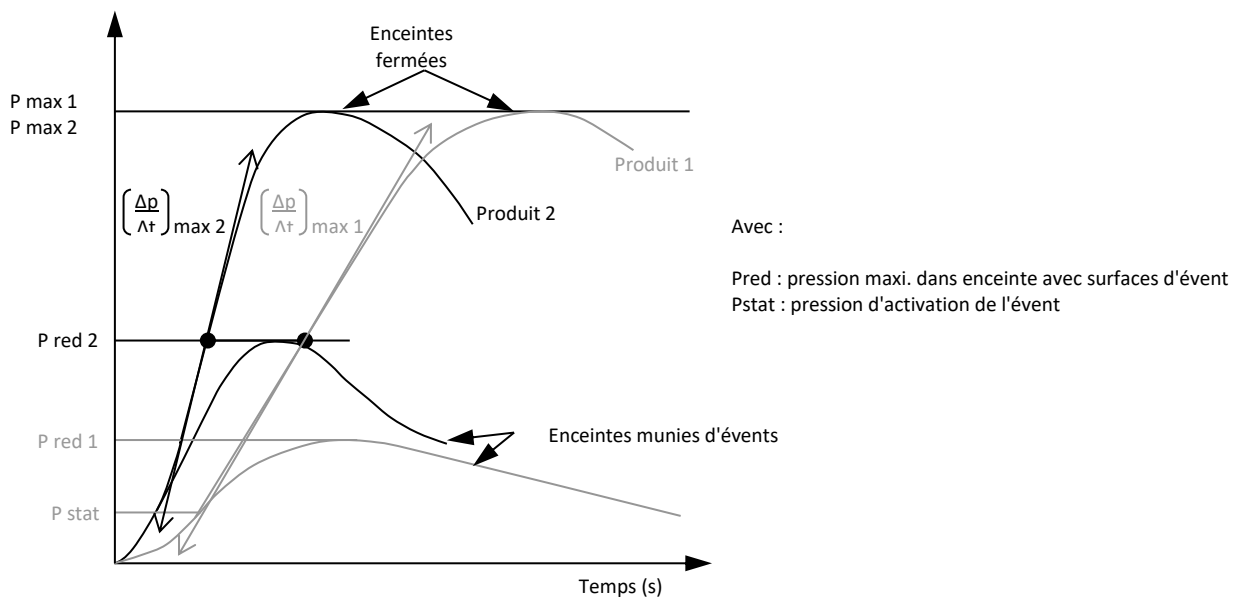 Enceintes
fermées
P max 1
P max 2
Produit 1
Δp
Λt
max 2
Δp
Λt
max 1
Produit 2
Avec :
Pred : pression maxi. dans enceinte avec surfaces d'évent
Pstat : pression d'activation de l'évent
P red 2
P red 1
Enceintes munies d'évents
P stat
Temps (s)